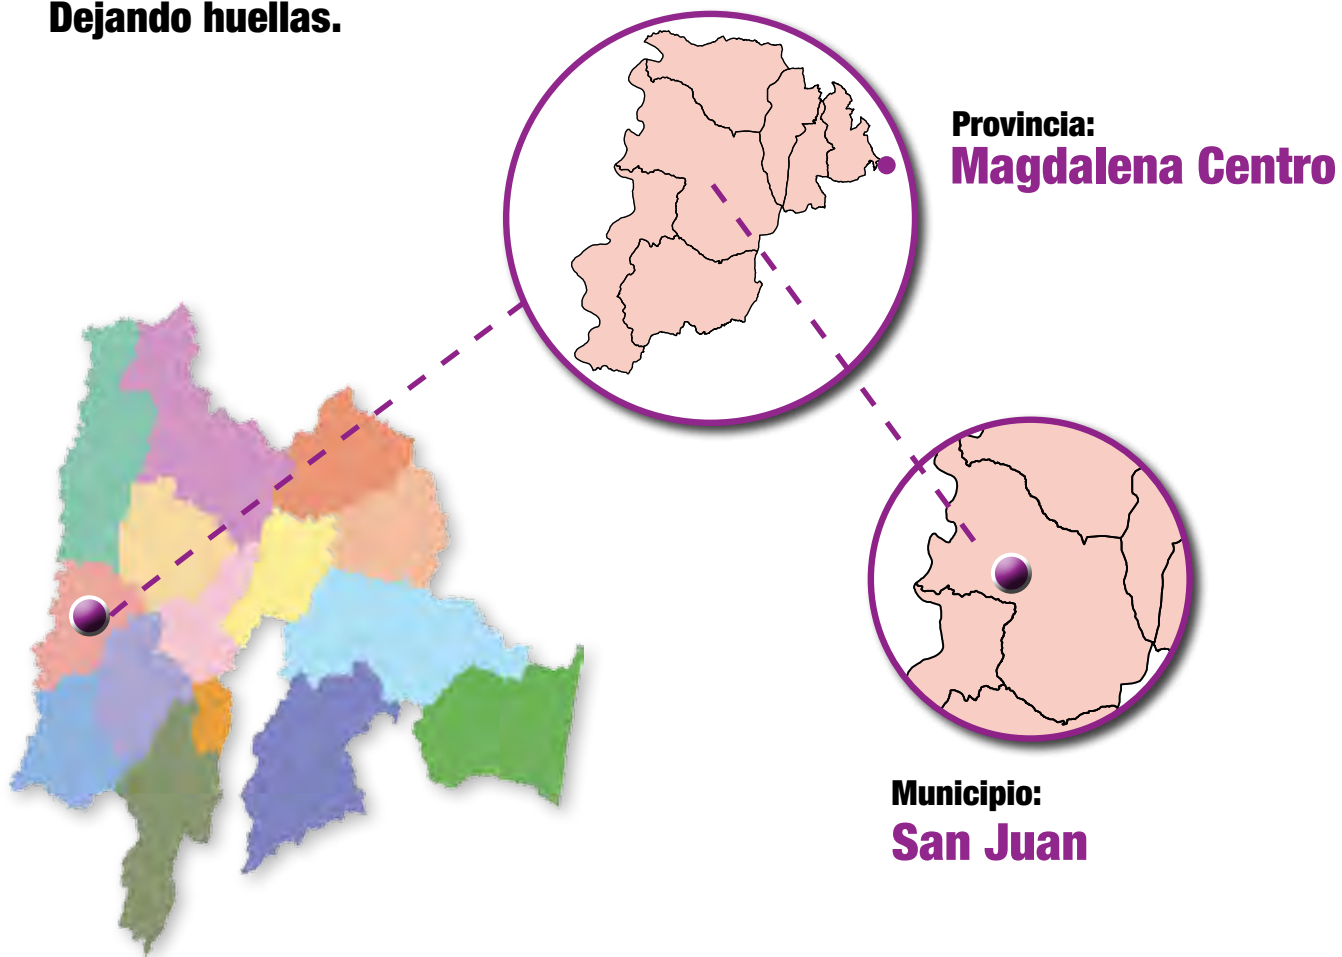 Dejando huellas.
Provincia:
Magdalena Centro
Municipio:
San Juan